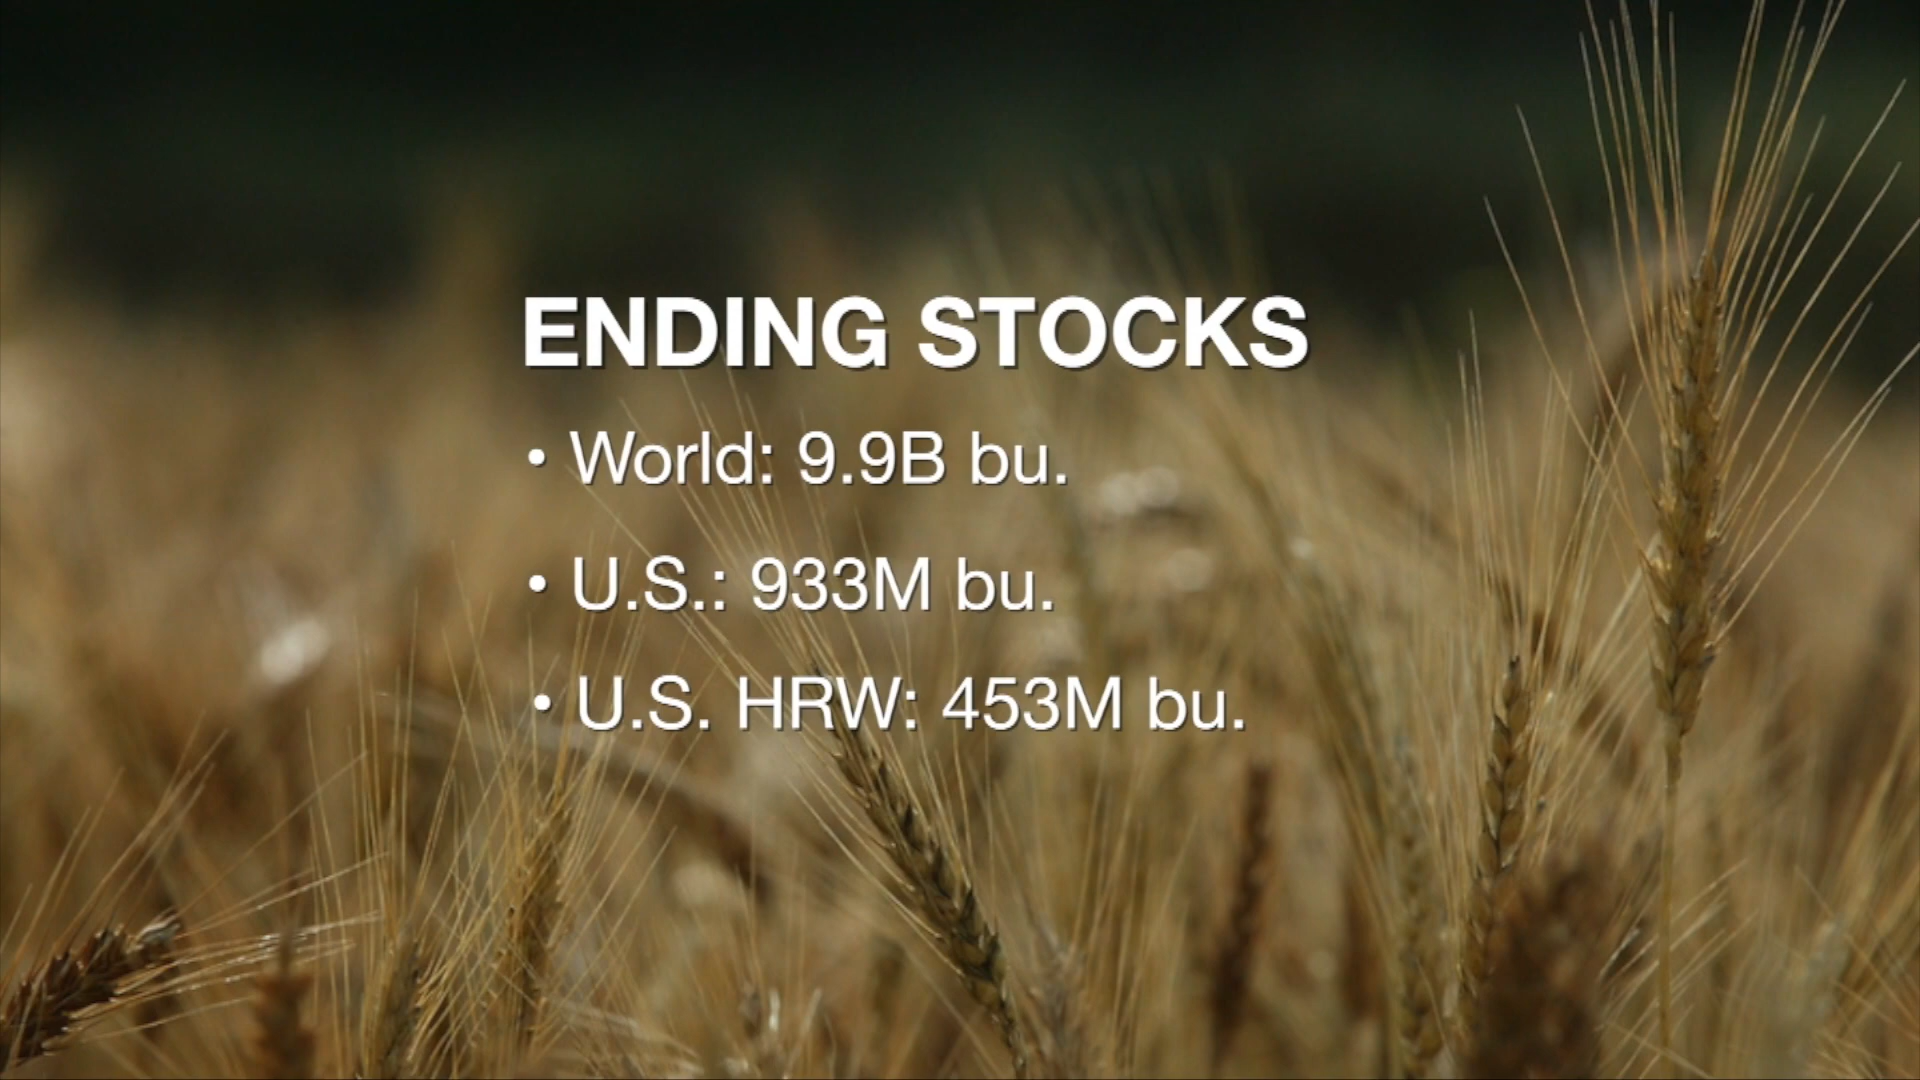 ENDING STOCKS
• World: 9.9B bu.
• U.S.: 933M bu.
• U.S. HRW: 453M bu.